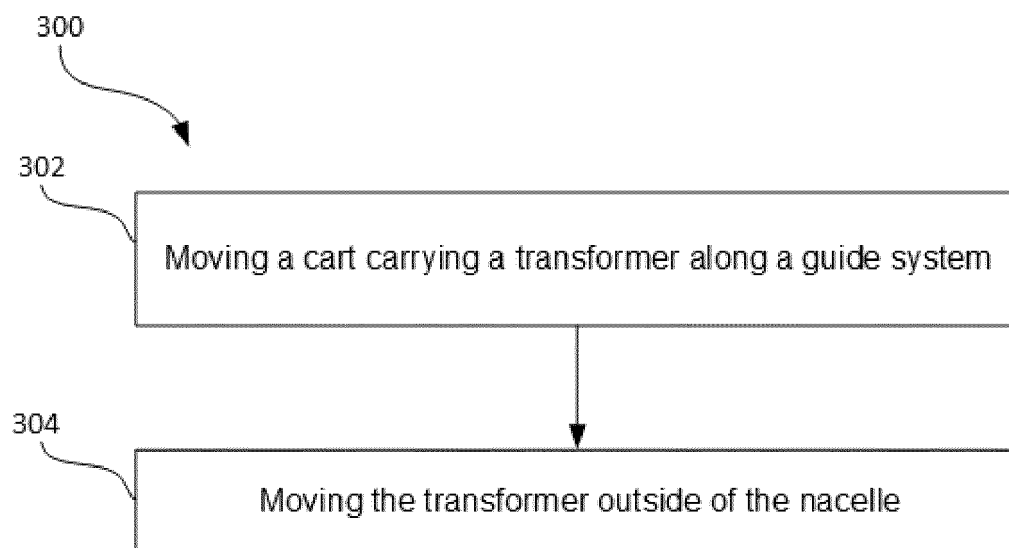 300
302
Moving a cart carrying a transformer along a guide system
304
Moving the transformer outside of the nacelle